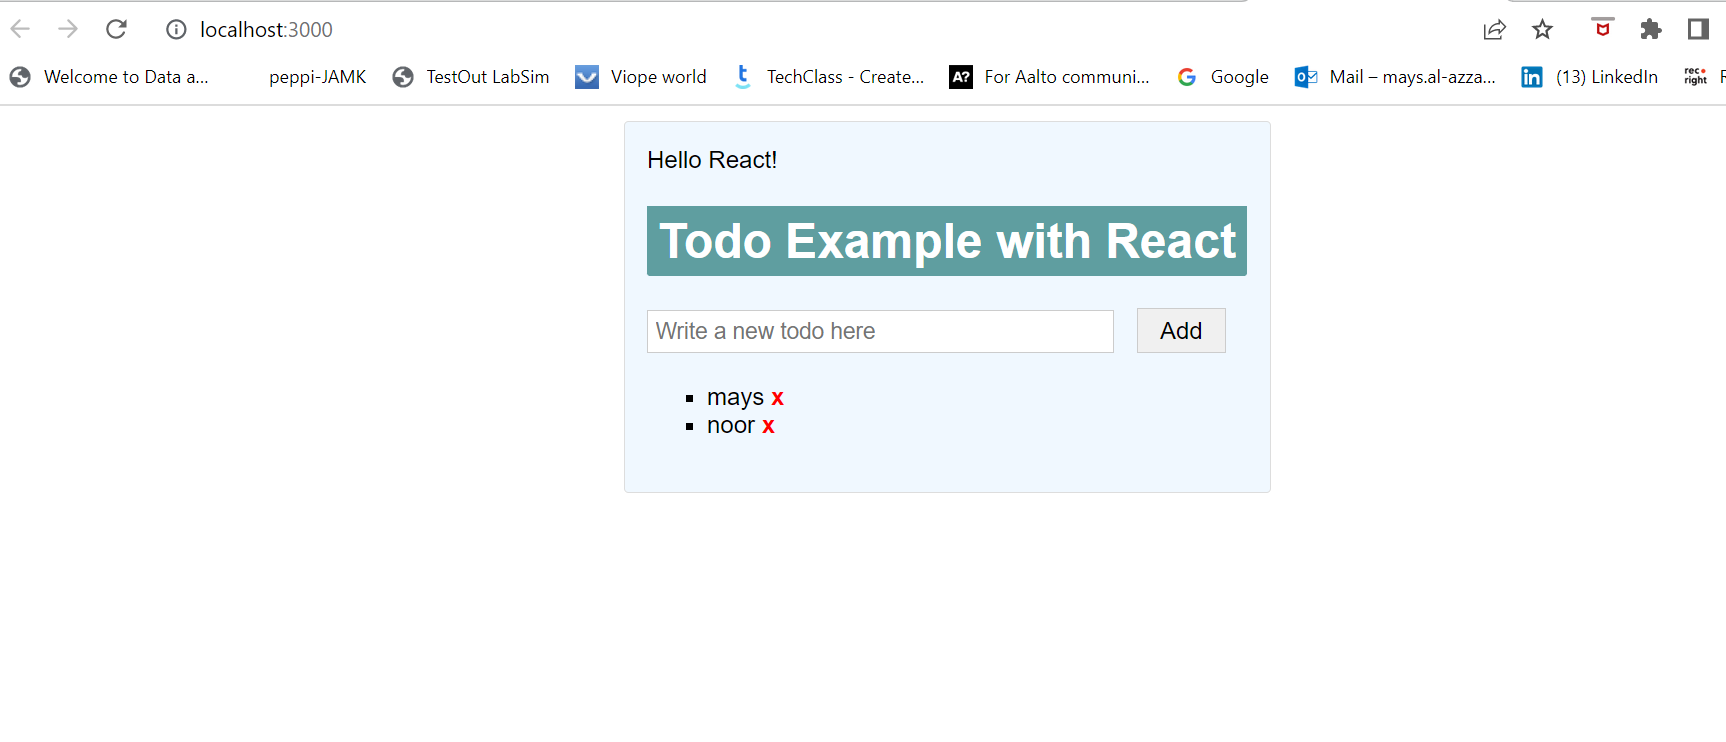 localhost:3000
Welcome to Data a... peppi-JAMK TestOut LabSim Viope world TechClass - Create... A? For Aalto communi... Google Mail – mays.al-azza... in (13) LinkedIn rec right
Hello React!
Todo Example with React
Write a new todo here Add
mays x
noor x